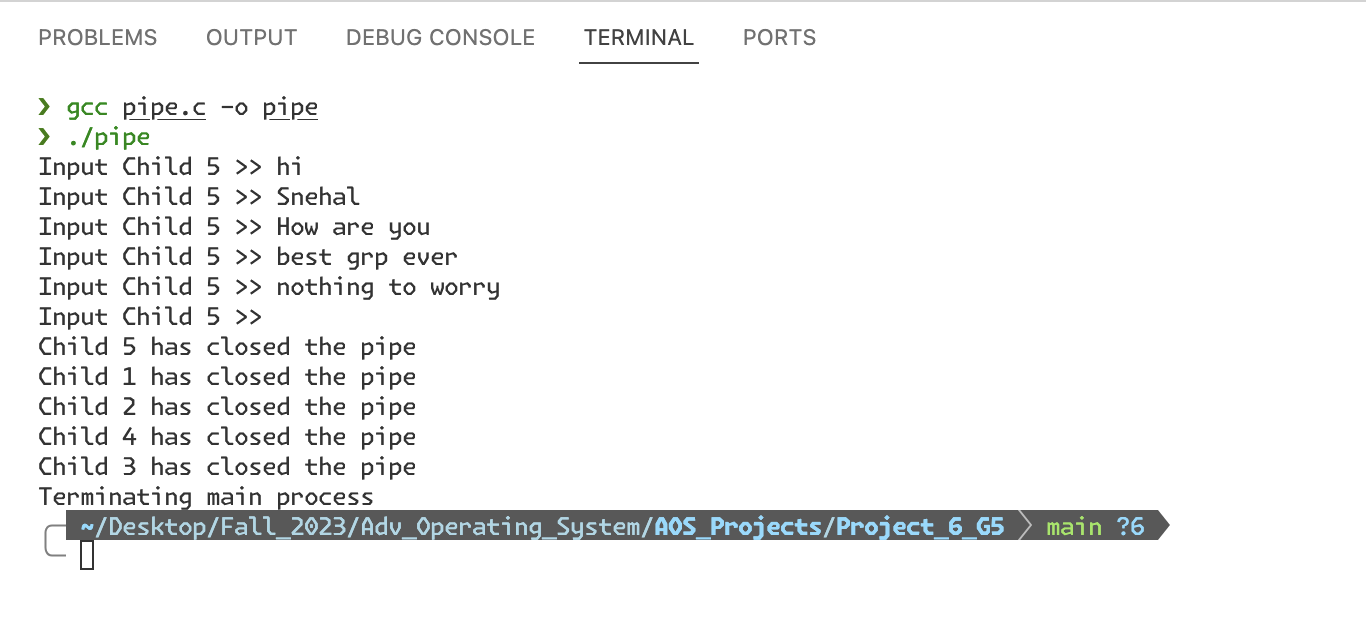 PROBLEMS OUTPUT DEBUG CONSOLE TERMINAL PORTS
❯ gcc pipe.c -o pipe
❯ ./pipe
Input Child 5 >> hi
Input Child 5 >> Snehal
Input Child 5 >> How are you
Input Child 5 >> best grp ever
Input Child 5 >> nothing to worry
Input Child 5 >>
Child 5 has closed the pipe
Child 1 has closed the pipe
Child 2 has closed the pipe
Child 4 has closed the pipe
Child 3 has closed the pipe
Terminating main process
~/Desktop/Fall_2023/Adv_Operating_System/AOS_Projects/Project_6_G5 main ?6